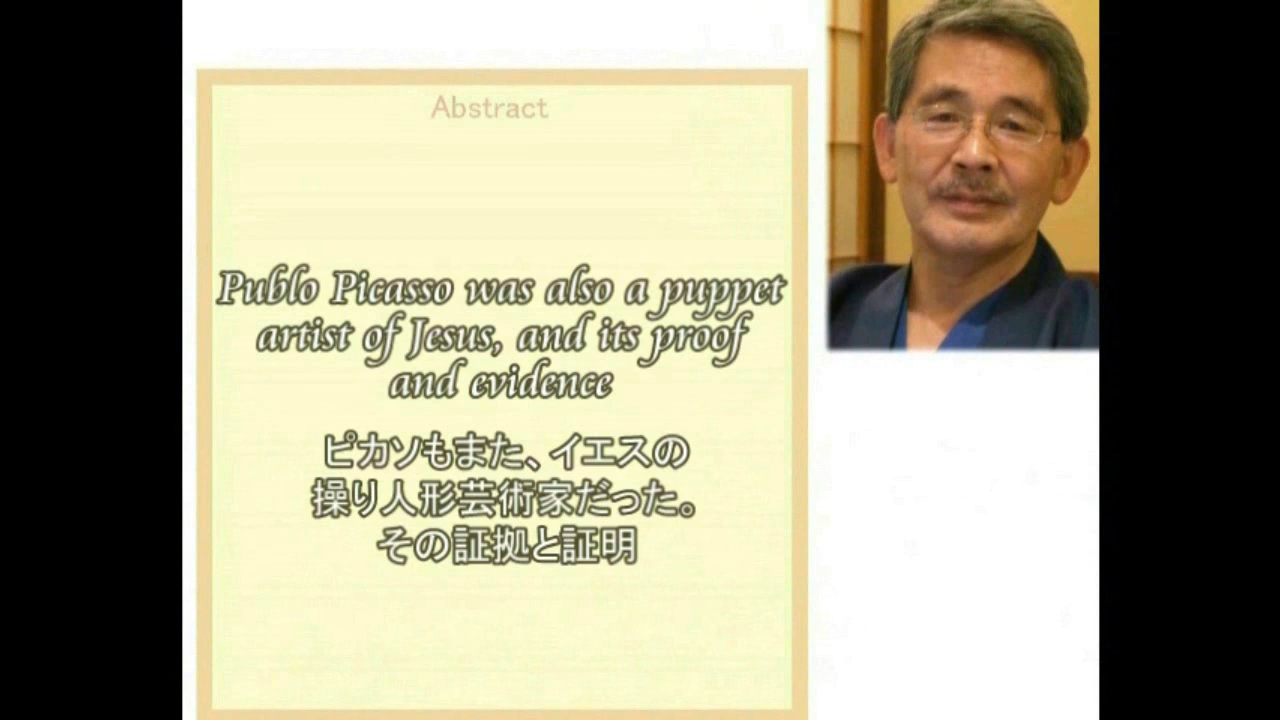 Abstract
Publo Picasso was also a puppet
artist of Jesus, and its proof
and evidence
ピカソもまた、イエスの
操り人形芸術家だった。
その証拠と証明